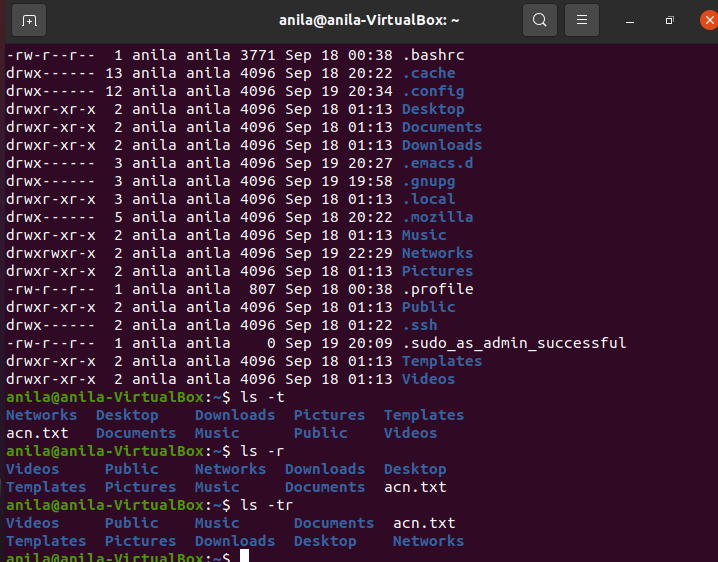 anila@anila-VirtualBox: ~
-rw-r--r-- 1 anila anila 3771 Sep 18 00:38 .bashrc
drwx------ 13 anila anila 4096 Sep 18 20:22 .cache
drwx------ 12 anila anila 4096 Sep 19 20:34 .config
drwxr-xr-x 2 anila anila 4096 Sep 18 01:13 Desktop
drwxr-xr-x 2 anila anila 4096 Sep 18 01:13 Documents
drwxr-xr-x 2 anila anila 4096 Sep 18 01:13 Downloads
drwx------ 3 anila anila 4096 Sep 19 20:27 .emacs.d
drwx------ 3 anila anila 4096 Sep 19 19:58 .gnupg
drwxr-xr-x 3 anila anila 4096 Sep 18 01:13 .local
drwx------ 5 anila anila 4096 Sep 18 20:22 .mozilla
drwxr-xr-x 2 anila anila 4096 Sep 18 01:13 Music
drwxrwxr-x 2 anila anila 4096 Sep 19 22:29 Networks
drwxr-xr-x 2 anila anila 4096 Sep 18 01:13 Pictures
-rw-r--r-- 1 anila anila 807 Sep 18 00:38 .profile
drwxr-xr-x 2 anila anila 4096 Sep 18 01:13 Public
drwx------ 2 anila anila 4096 Sep 18 01:22 .ssh
-rw-r--r-- 1 anila anila 0 Sep 19 20:09 .sudo_as_admin_successful
drwxr-xr-x 2 anila anila 4096 Sep 18 01:13 Templates
drwxr-xr-x 2 anila anila 4096 Sep 18 01:13 Videos
anila@anila-VirtualBox:~$ ls -t
Networks Desktop Downloads Pictures Templates
acn.txt Documents Music Public Videos
anila@anila-VirtualBox:~$ ls -r
Videos Public Networks Downloads Desktop
Templates Pictures Music Documents acn.txt
anila@anila-VirtualBox:~$ ls -tr
Videos Public Music Documents acn.txt
Templates Pictures Downloads Desktop Networks
anila@anila-VirtualBox:~$